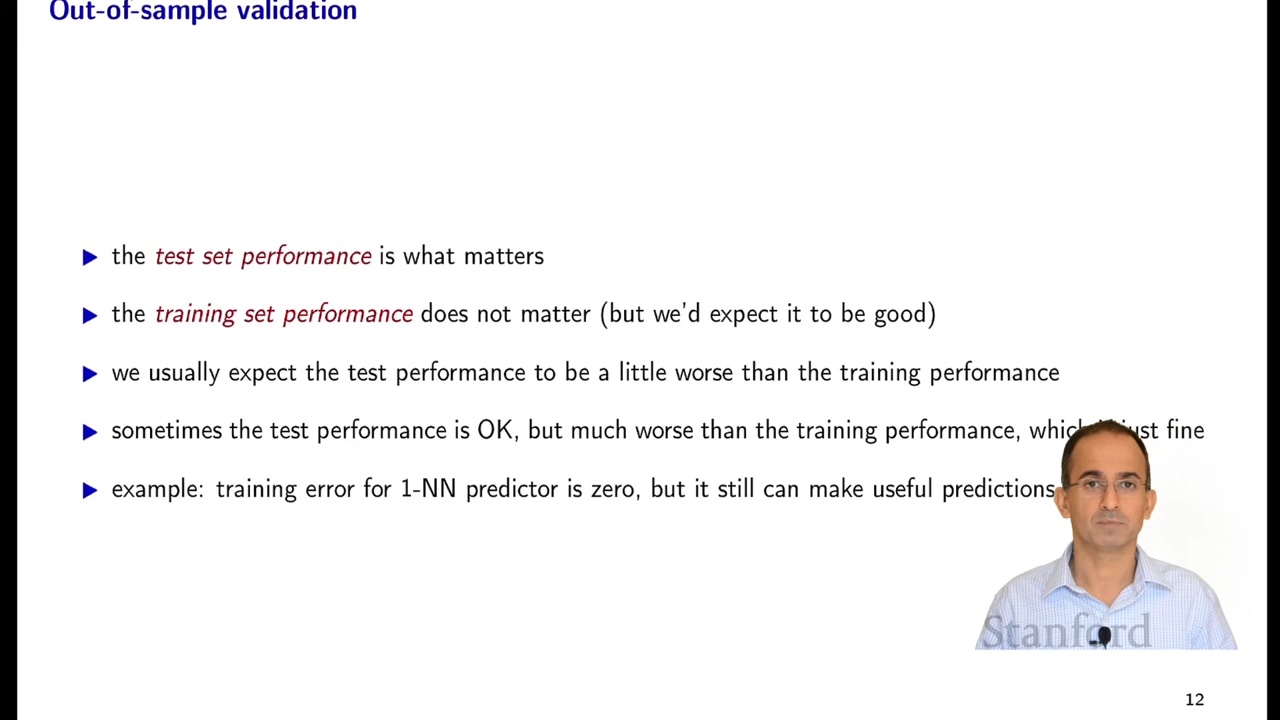 Out-of-sample validation
the test set performance is what matters
the training set performance does not matter (but we'd expect it to be good)
we usually expect the test performance to be a little worse than the training performance
sometimes the test performance is OK, but much worse than the training performance, just fine
example: training error for 1-NN predictor is zero, but it still can make useful predictions
Stanford
12